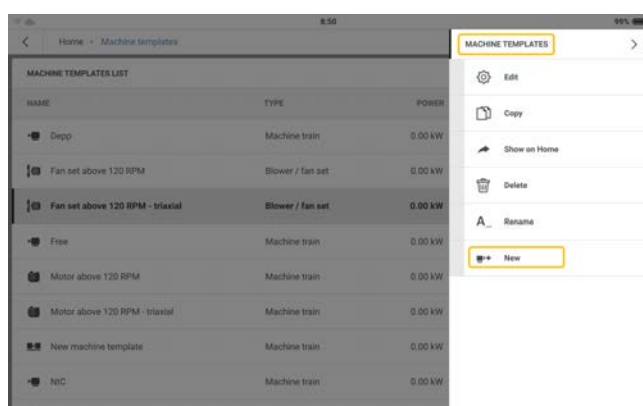 8:50
99%
Home • Machine templates
MACHINE TEMPLATES
MACHINE TEMPLATES LIST
Edit
NAME TYPE POWER
Copy
Depp Machine train 0.00 kW
Show on Home
Fan set above 120 RPM Blower / fan set 0.00 kW
Delete
Fan set above 120 RPM - triaxial Blower / fan set 0.00 kW
A_ Rename
Free Machine train 0.00 kW
New
Motor above 120 RPM Machine train 0.00 kW
Motor above 120 RPM - triaxial Machine train 0.00 kW
New machine template Machine train 0.00 kW
NtC Machine train 0.00 kW